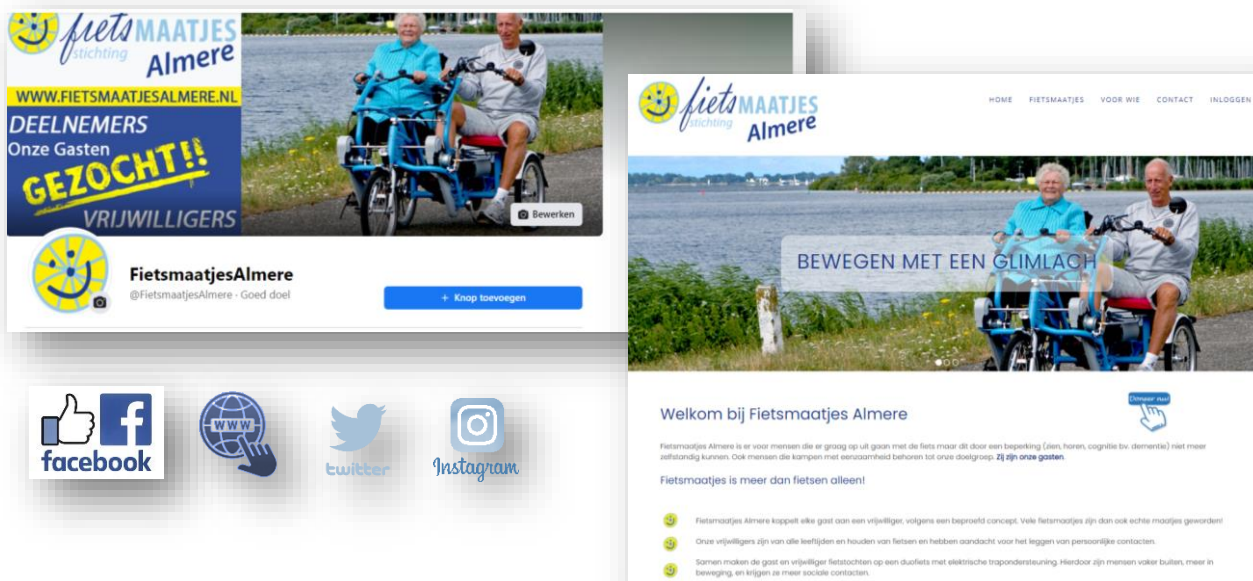 fiets MAATJES
stichting
Almere
WWW.FIETSMAATJESALMERE.NL
DEELNEMERS
Onze Gasten
GEZOCHT!!
VRIJWILLIGERS
Bewerken
FietsmaatjesAlmere
@FietsmaatjesAlmere · Goed doel
+ Knop toevoegen
facebook
WWW
twitter
Instagram
fiets MAATJES
stichting
Almere
HOME FIETSMAATJES VOOR WIE CONTACT INLOGGEN
BEWEGEN MET EEN GLIMLACH
Welkom bij Fietsmaatjes Almere
Doneer nu!
Fietsmaatjes Almere is er voor mensen die er graag op uit gaan met de fiets maar dit door een beperking (zien, horen, cognitie bv. dementie) niet meer
zelfstandig kunnen. Ook mensen die kampen met eenzaamheid behoren tot onze doelgroep. Zij zijn onze gasten.
Fietsmaatjes is meer dan fietsen alleen!
Fietsmaatjes Almere koppelt elke gast aan een vrijwilliger, volgens een beproefd concept. Vele fietsmaatjes zijn dan ook echte maatjes geworden!
Onze vrijwilligers zijn van alle leeftijden en houden van fietsen en hebben aandacht voor het leggen van persoonlijke contacten.
Samen maken de gast en vrijwilliger fietstochten op een duofiets met elektrische trapondersteuning. Hierdoor zijn mensen vaker buiten, meer in
beweging, en krijgen ze meer sociale contacten.